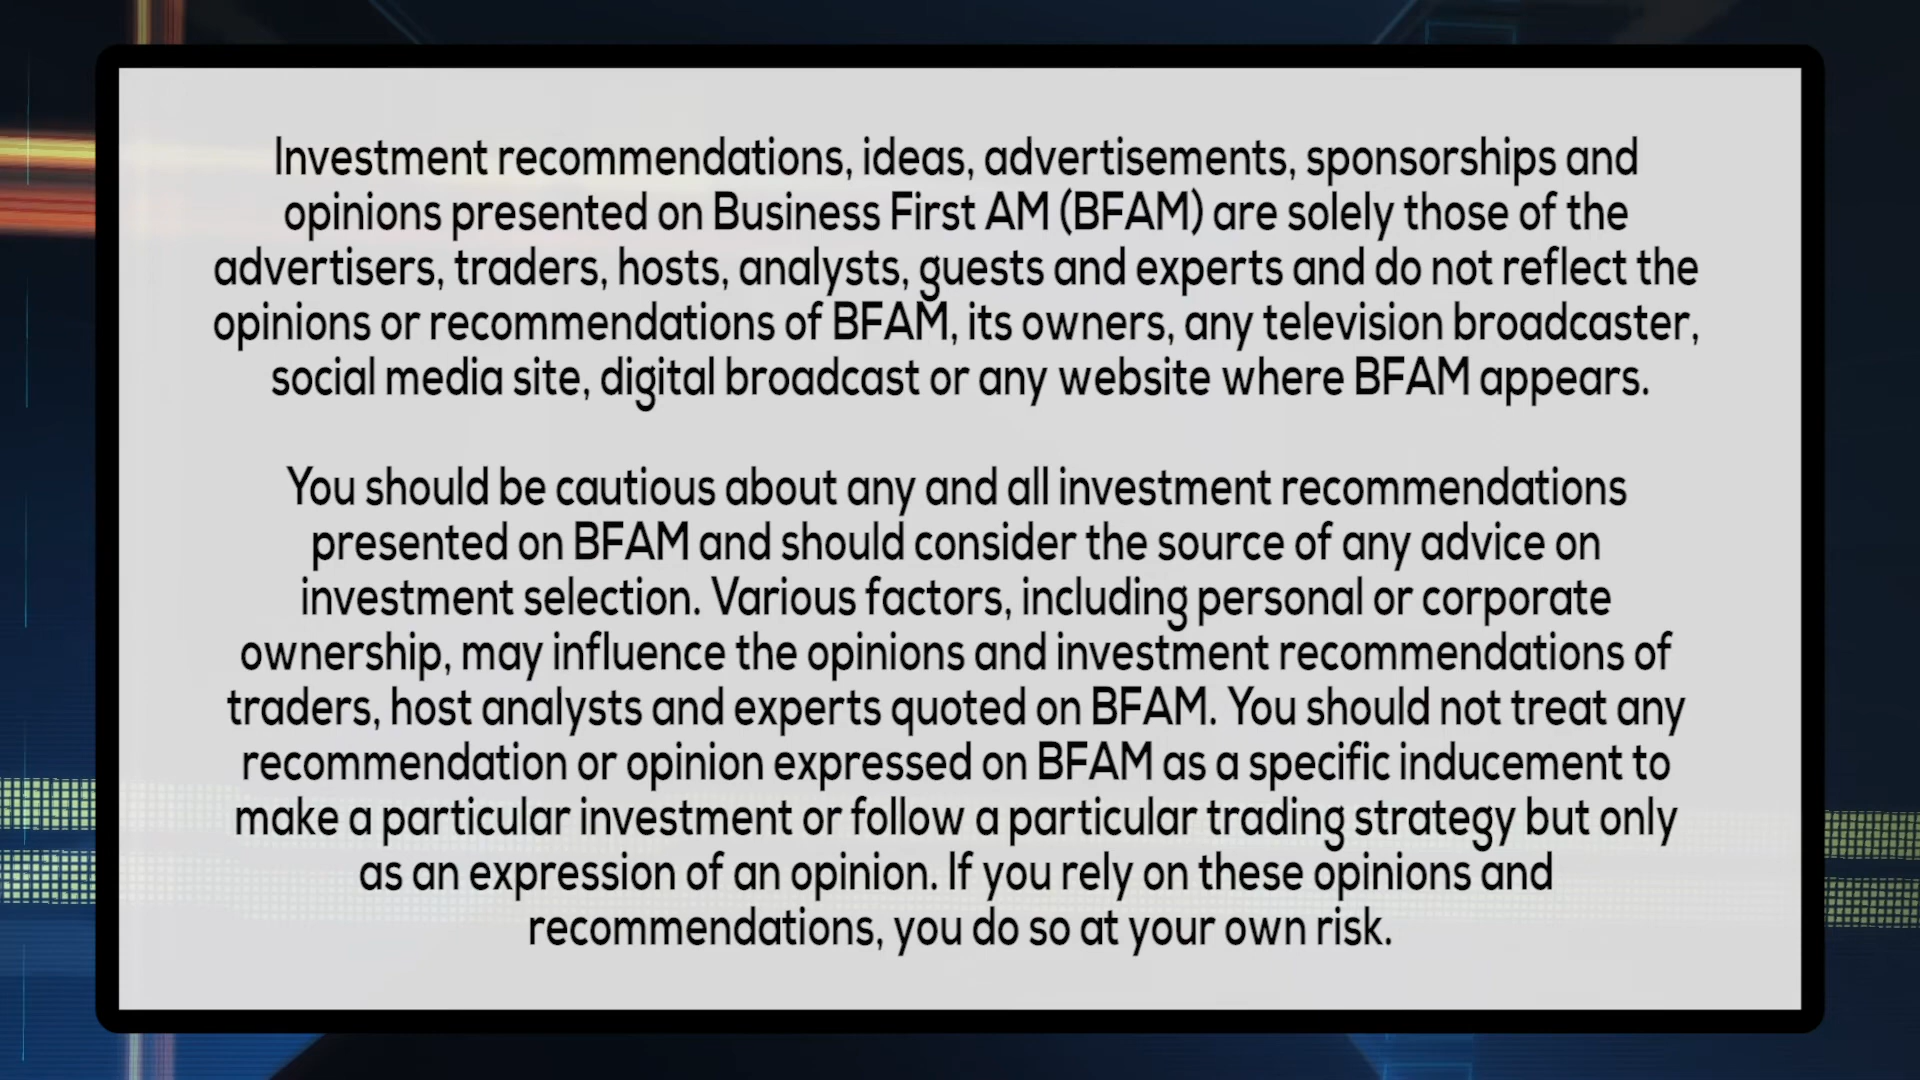 Investment recommendations, ideas, advertisements, sponsorships and
opinions presented on Business First AM (BFAM) are solely those of the
advertisers, traders, hosts, analysts, guests and experts and do not reflect the
opinions or recommendations of BFAM, its owners, any television broadcaster,
social media site, digital broadcast or any website where BFAM appears.
You should be cautious about any and all investment recommendations
presented on BFAM and should consider the source of any advice on
investment selection. Various factors, including personal or corporate
ownership, may influence the opinions and investment recommendations of
traders, host analysts and experts quoted on BFAM. You should not treat any
recommendation or opinion expressed on BFAM as a specific inducement to
make a particular investment or follow a particular trading strategy but only
as an expression of an opinion. If you rely on these opinions and
recommendations, you do so at your own risk.